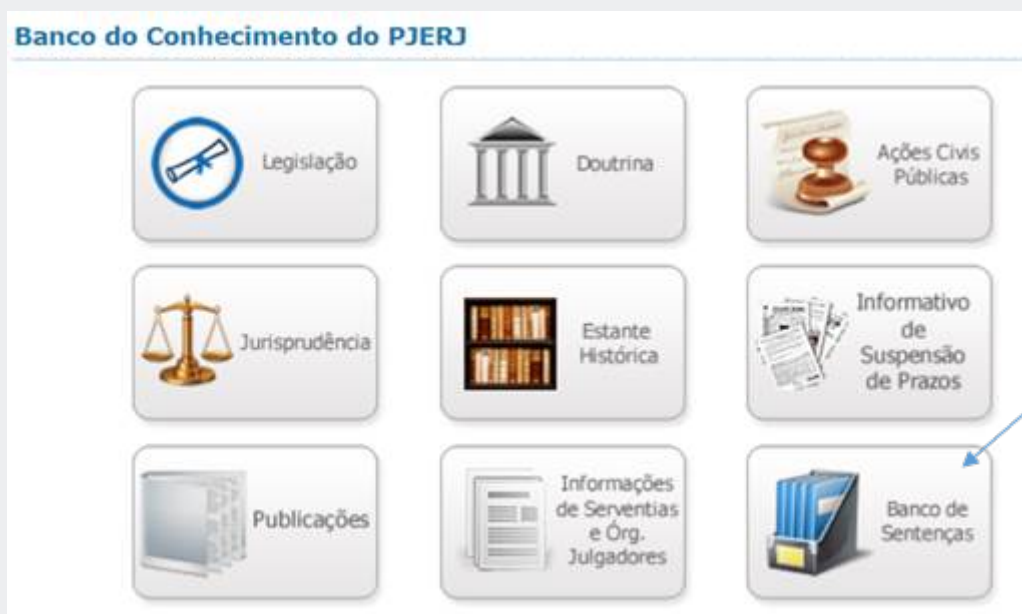 Banco do Conhecimento do PJERJ
Legislação
Doutrina
Ações Civis
Públicas
Jurisprudência
Estante
Histórica
Informativo
de
Suspensão
de Prazos
Publicações
Informações
de Serventias
e Órg.
Julgadores
Banco de
Sentenças